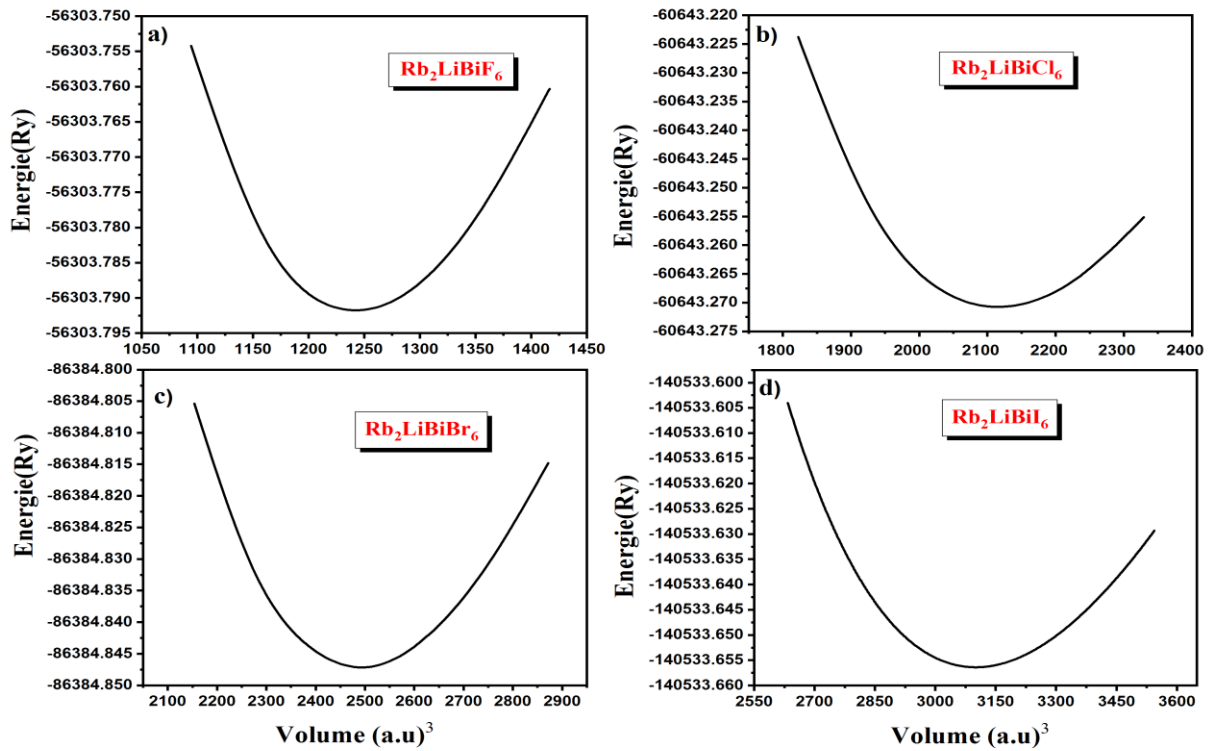 a)
Rb₂LiBiF₆
Energie(Ry)
-56303.750
-56303.755
-56303.760
-56303.765
-56303.770
-56303.775
-56303.780
-56303.785
-56303.790
-56303.795
1050 1100 1150 1200 1250 1300 1350 1400 1450
b)
Rb₂LiBiCl₆
Energie(Ry)
-60643.220
-60643.225
-60643.230
-60643.235
-60643.240
-60643.245
-60643.250
-60643.255
-60643.260
-60643.265
-60643.270
-60643.275
1800 1900 2000 2100 2200 2300 2400
c)
Rb₂LiBiBr₆
Energie(Ry)
-86384.800
-86384.805
-86384.810
-86384.815
-86384.820
-86384.825
-86384.830
-86384.835
-86384.840
-86384.845
-86384.850
2100 2200 2300 2400 2500 2600 2700 2800 2900
Volume (a.u)³
d)
Rb₂LiBiI₆
Energie(Ry)
-140533.600
-140533.605
-140533.610
-140533.615
-140533.620
-140533.625
-140533.630
-140533.635
-140533.640
-140533.645
-140533.650
-140533.655
-140533.660
2550 2700 2850 3000 3150 3300 3450 3600
Volume (a.u)³